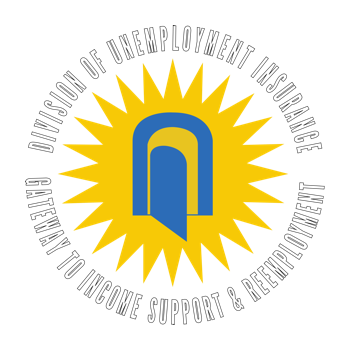 DIVISION OF UNEMPLOYMENT INSURANCE
GATEWAY TO INCOME SUPPORT & REEMPLOYMENT